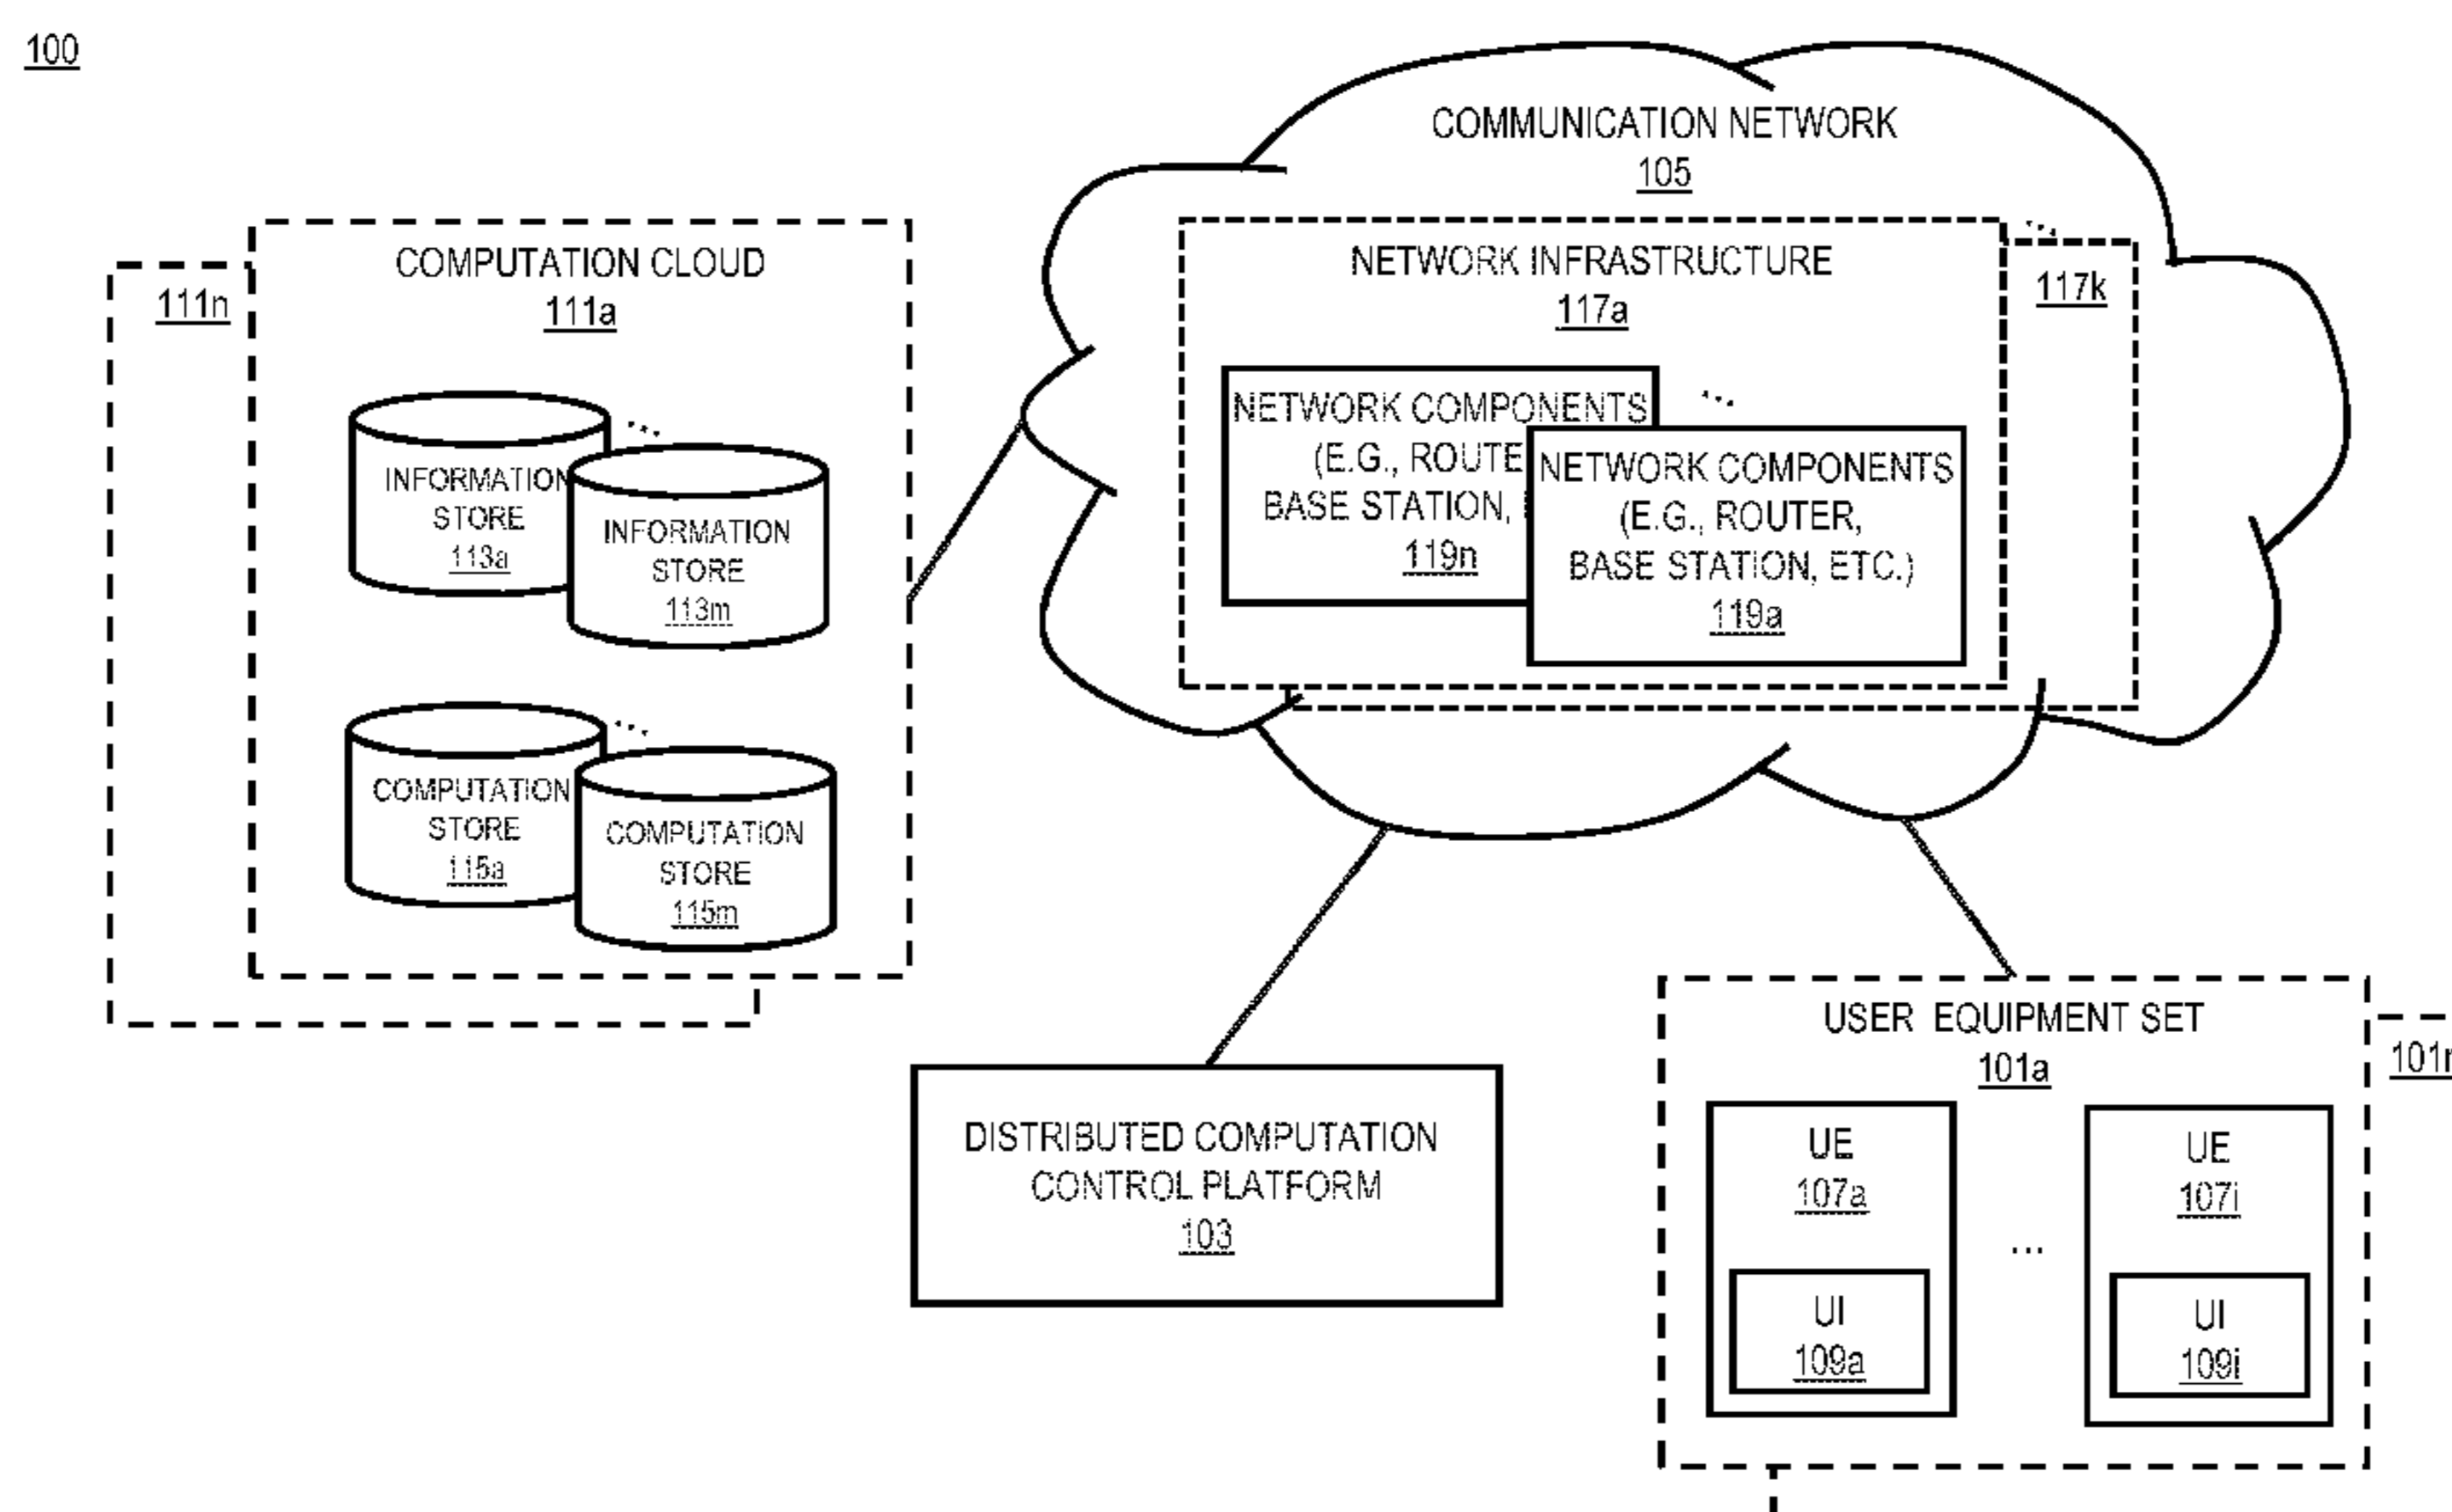 100
COMMUNICATION NETWORK
105
COMPUTATION CLOUD
111a
111n
NETWORK INFRASTRUCTURE
117a
117k
INFORMATION
STORE
113a
INFORMATION
STORE
113m
COMPUTATION
STORE
115a
COMPUTATION
STORE
115m
NETWORK COMPONENTS
(E.G., ROUTE
BASE STATION,
119n
NETWORK COMPONENTS
(E.G., ROUTER,
BASE STATION, ETC.)
119a
DISTRIBUTED COMPUTATION
CONTROL PLATFORM
103
USER EQUIPMENT SET
101a
UE
107a
UI
109a
...
UE
107i
UI
109i